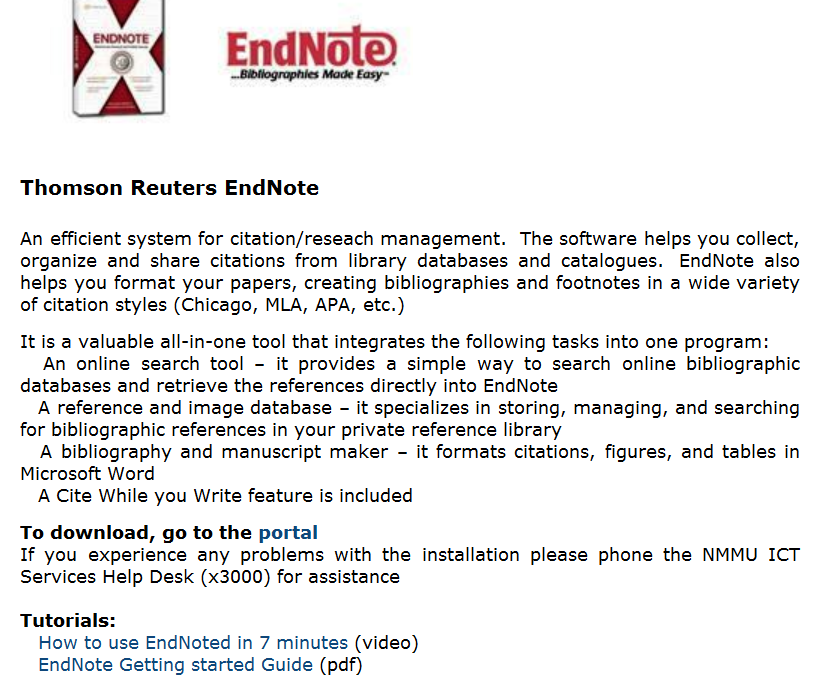 ENDNOTE
EndNote
...Bibliographies Made Easy™
Thomson Reuters EndNote
An efficient system for citation/reseach management.  The software helps you collect,
organize and share citations from library databases and catalogues.  EndNote also
helps you format your papers, creating bibliographies and footnotes in a wide variety
of citation styles (Chicago, MLA, APA, etc.)
It is a valuable all-in-one tool that integrates the following tasks into one program:
An online search tool – it provides a simple way to search online bibliographic
databases and retrieve the references directly into EndNote
A reference and image database – it specializes in storing, managing, and searching
for bibliographic references in your private reference library
A bibliography and manuscript maker – it formats citations, figures, and tables in
Microsoft Word
A Cite While you Write feature is included
To download, go to the portal
If you experience any problems with the installation please phone the NMMU ICT
Services Help Desk (x3000) for assistance
Tutorials:
How to use EndNoted in 7 minutes (video)
EndNote Getting started Guide (pdf)